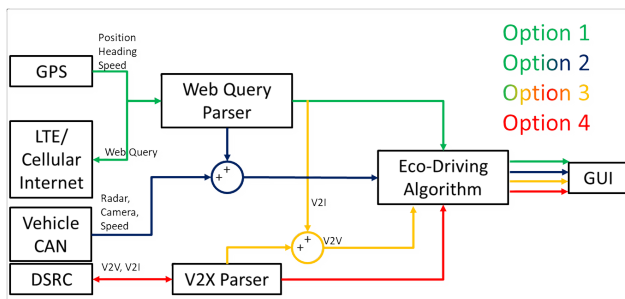 Position
Heading
Speed
GPS
Web Query
Parser
Option 1
Option 2
Option 3
Option 4
LTE/
Cellular
Internet
Web Query
+
+
Eco-Driving
Algorithm
GUI
Radar,
Camera,
Speed
Vehicle
CAN
V2I
+
+
V2V
DSRC
V2V, V2I
V2X Parser